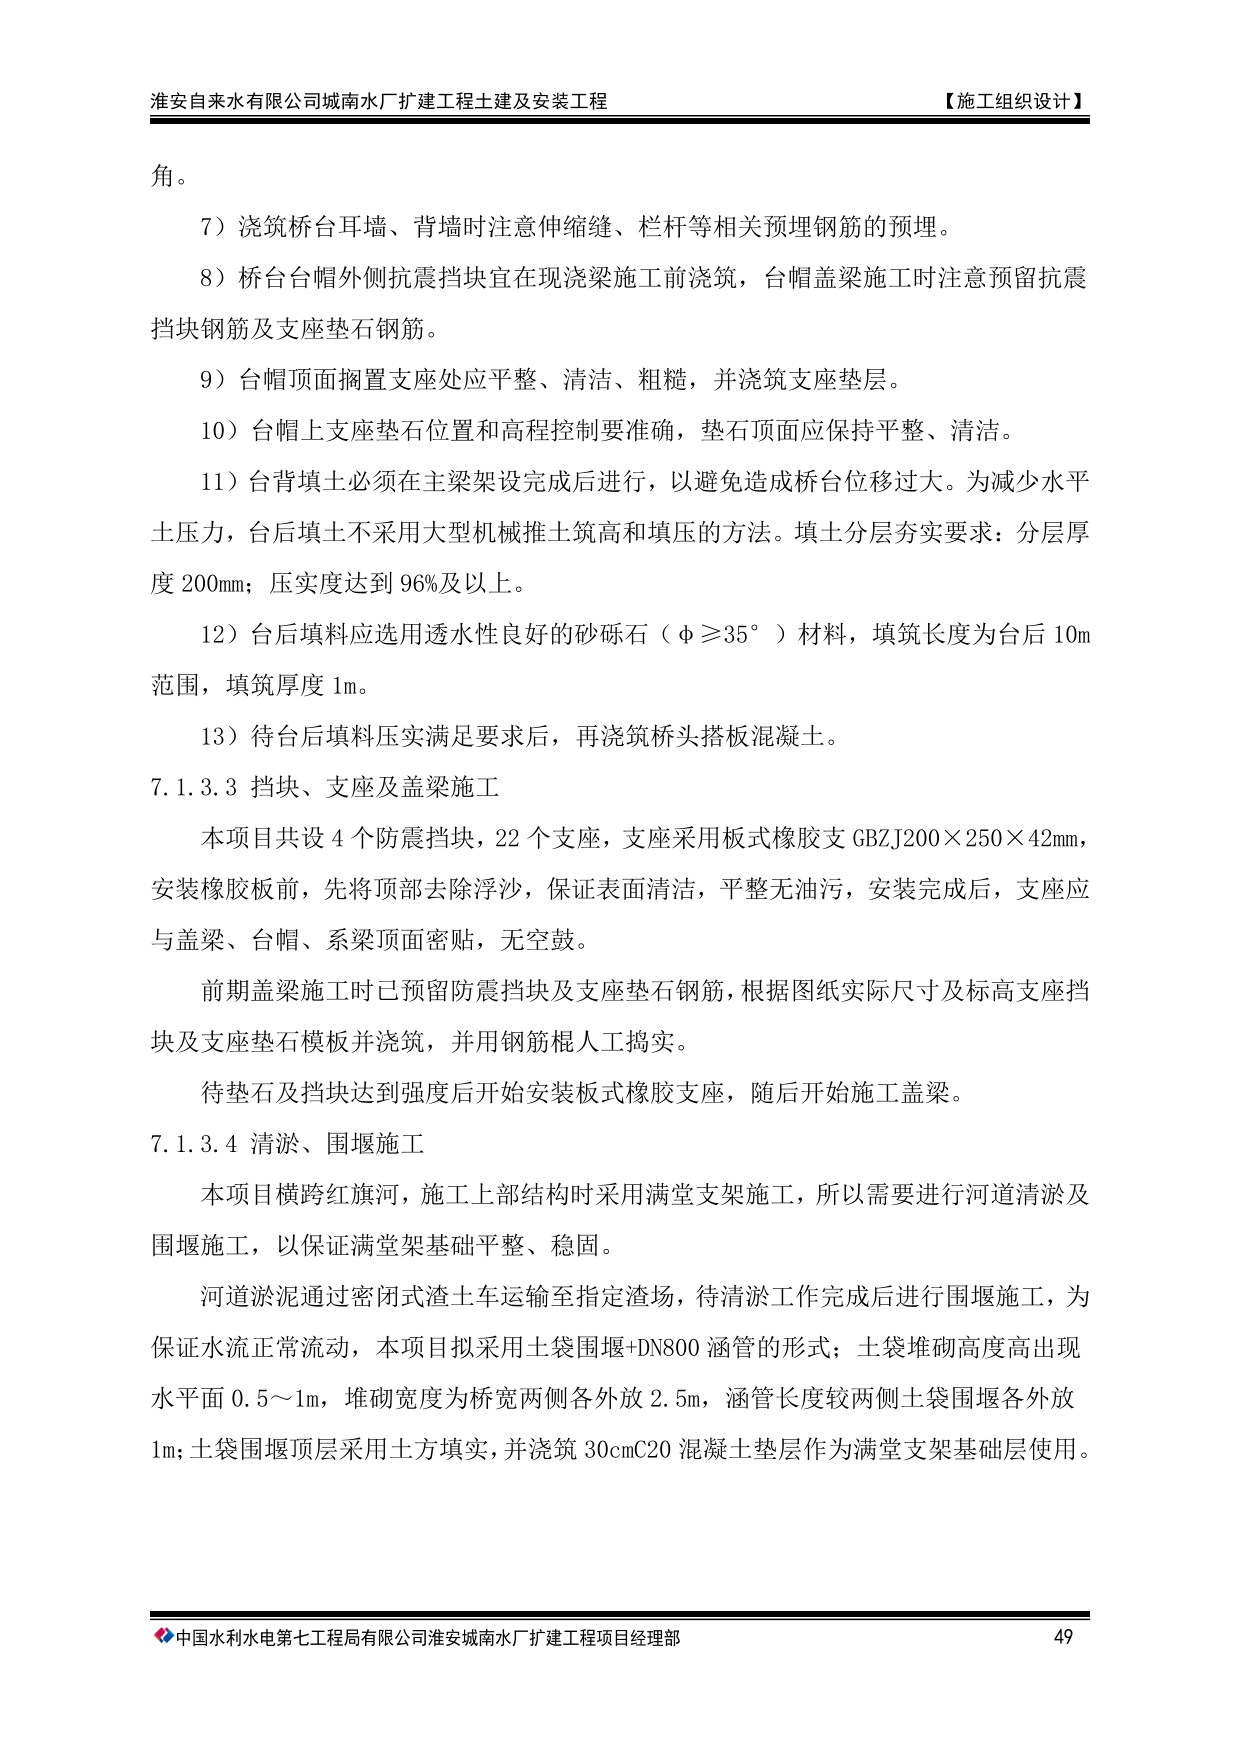 淮安自来水有限公司城南水厂扩建工程土建及安装工程 【施工组织设计】
角。
7）浇筑桥台耳墙、背墙时注意伸缩缝、栏杆等相关预埋钢筋的预埋。
8）桥台台帽外侧抗震挡块宜在现浇梁施工前浇筑，台帽盖梁施工时注意预留抗震
挡块钢筋及支座垫石钢筋。
9）台帽顶面搁置支座处应平整、清洁、粗糙，并浇筑支座垫层。
10）台帽上支座垫石位置和高程控制要准确，垫石顶面应保持平整、清洁。
11）台背填土必须在主梁架设完成后进行，以避免造成桥台位移过大。为减少水平
土压力，台后填土不采用大型机械推土筑高和填压的方法。填土分层夯实要求：分层厚
度 200mm；压实度达到 96%及以上。
12）台后填料应选用透水性良好的砂砾石（φ≥35°）材料，填筑长度为台后 10m
范围，填筑厚度 1m。
13）待台后填料压实满足要求后，再浇筑桥头搭板混凝土。
7.1.3.3 挡块、支座及盖梁施工
本项目共设 4 个防震挡块，22 个支座，支座采用板式橡胶支 GBZJ200×250×42mm，
安装橡胶板前，先将顶部去除浮沙，保证表面清洁，平整无油污，安装完成后，支座应
与盖梁、台帽、系梁顶面密贴，无空鼓。
前期盖梁施工时已预留防震挡块及支座垫石钢筋，根据图纸实际尺寸及标高支座挡
块及支座垫石模板并浇筑，并用钢筋棍人工捣实。
待垫石及挡块达到强度后开始安装板式橡胶支座，随后开始施工盖梁。
7.1.3.4 清淤、围堰施工
本项目横跨红旗河，施工上部结构时采用满堂支架施工，所以需要进行河道清淤及
围堰施工，以保证满堂架基础平整、稳固。
河道淤泥通过密闭式渣土车运输至指定渣场，待清淤工作完成后进行围堰施工，为
保证水流正常流动，本项目拟采用土袋围堰+DN800 涵管的形式；土袋堆砌高度高出现
水平面 0.5～1m，堆砌宽度为桥宽两侧各外放 2.5m，涵管长度较两侧土袋围堰各外放
1m；土袋围堰顶层采用土方填实，并浇筑 30cmC20 混凝土垫层作为满堂支架基础层使用。
中国水利水电第七工程局有限公司淮安城南水厂扩建工程项目经理部 49